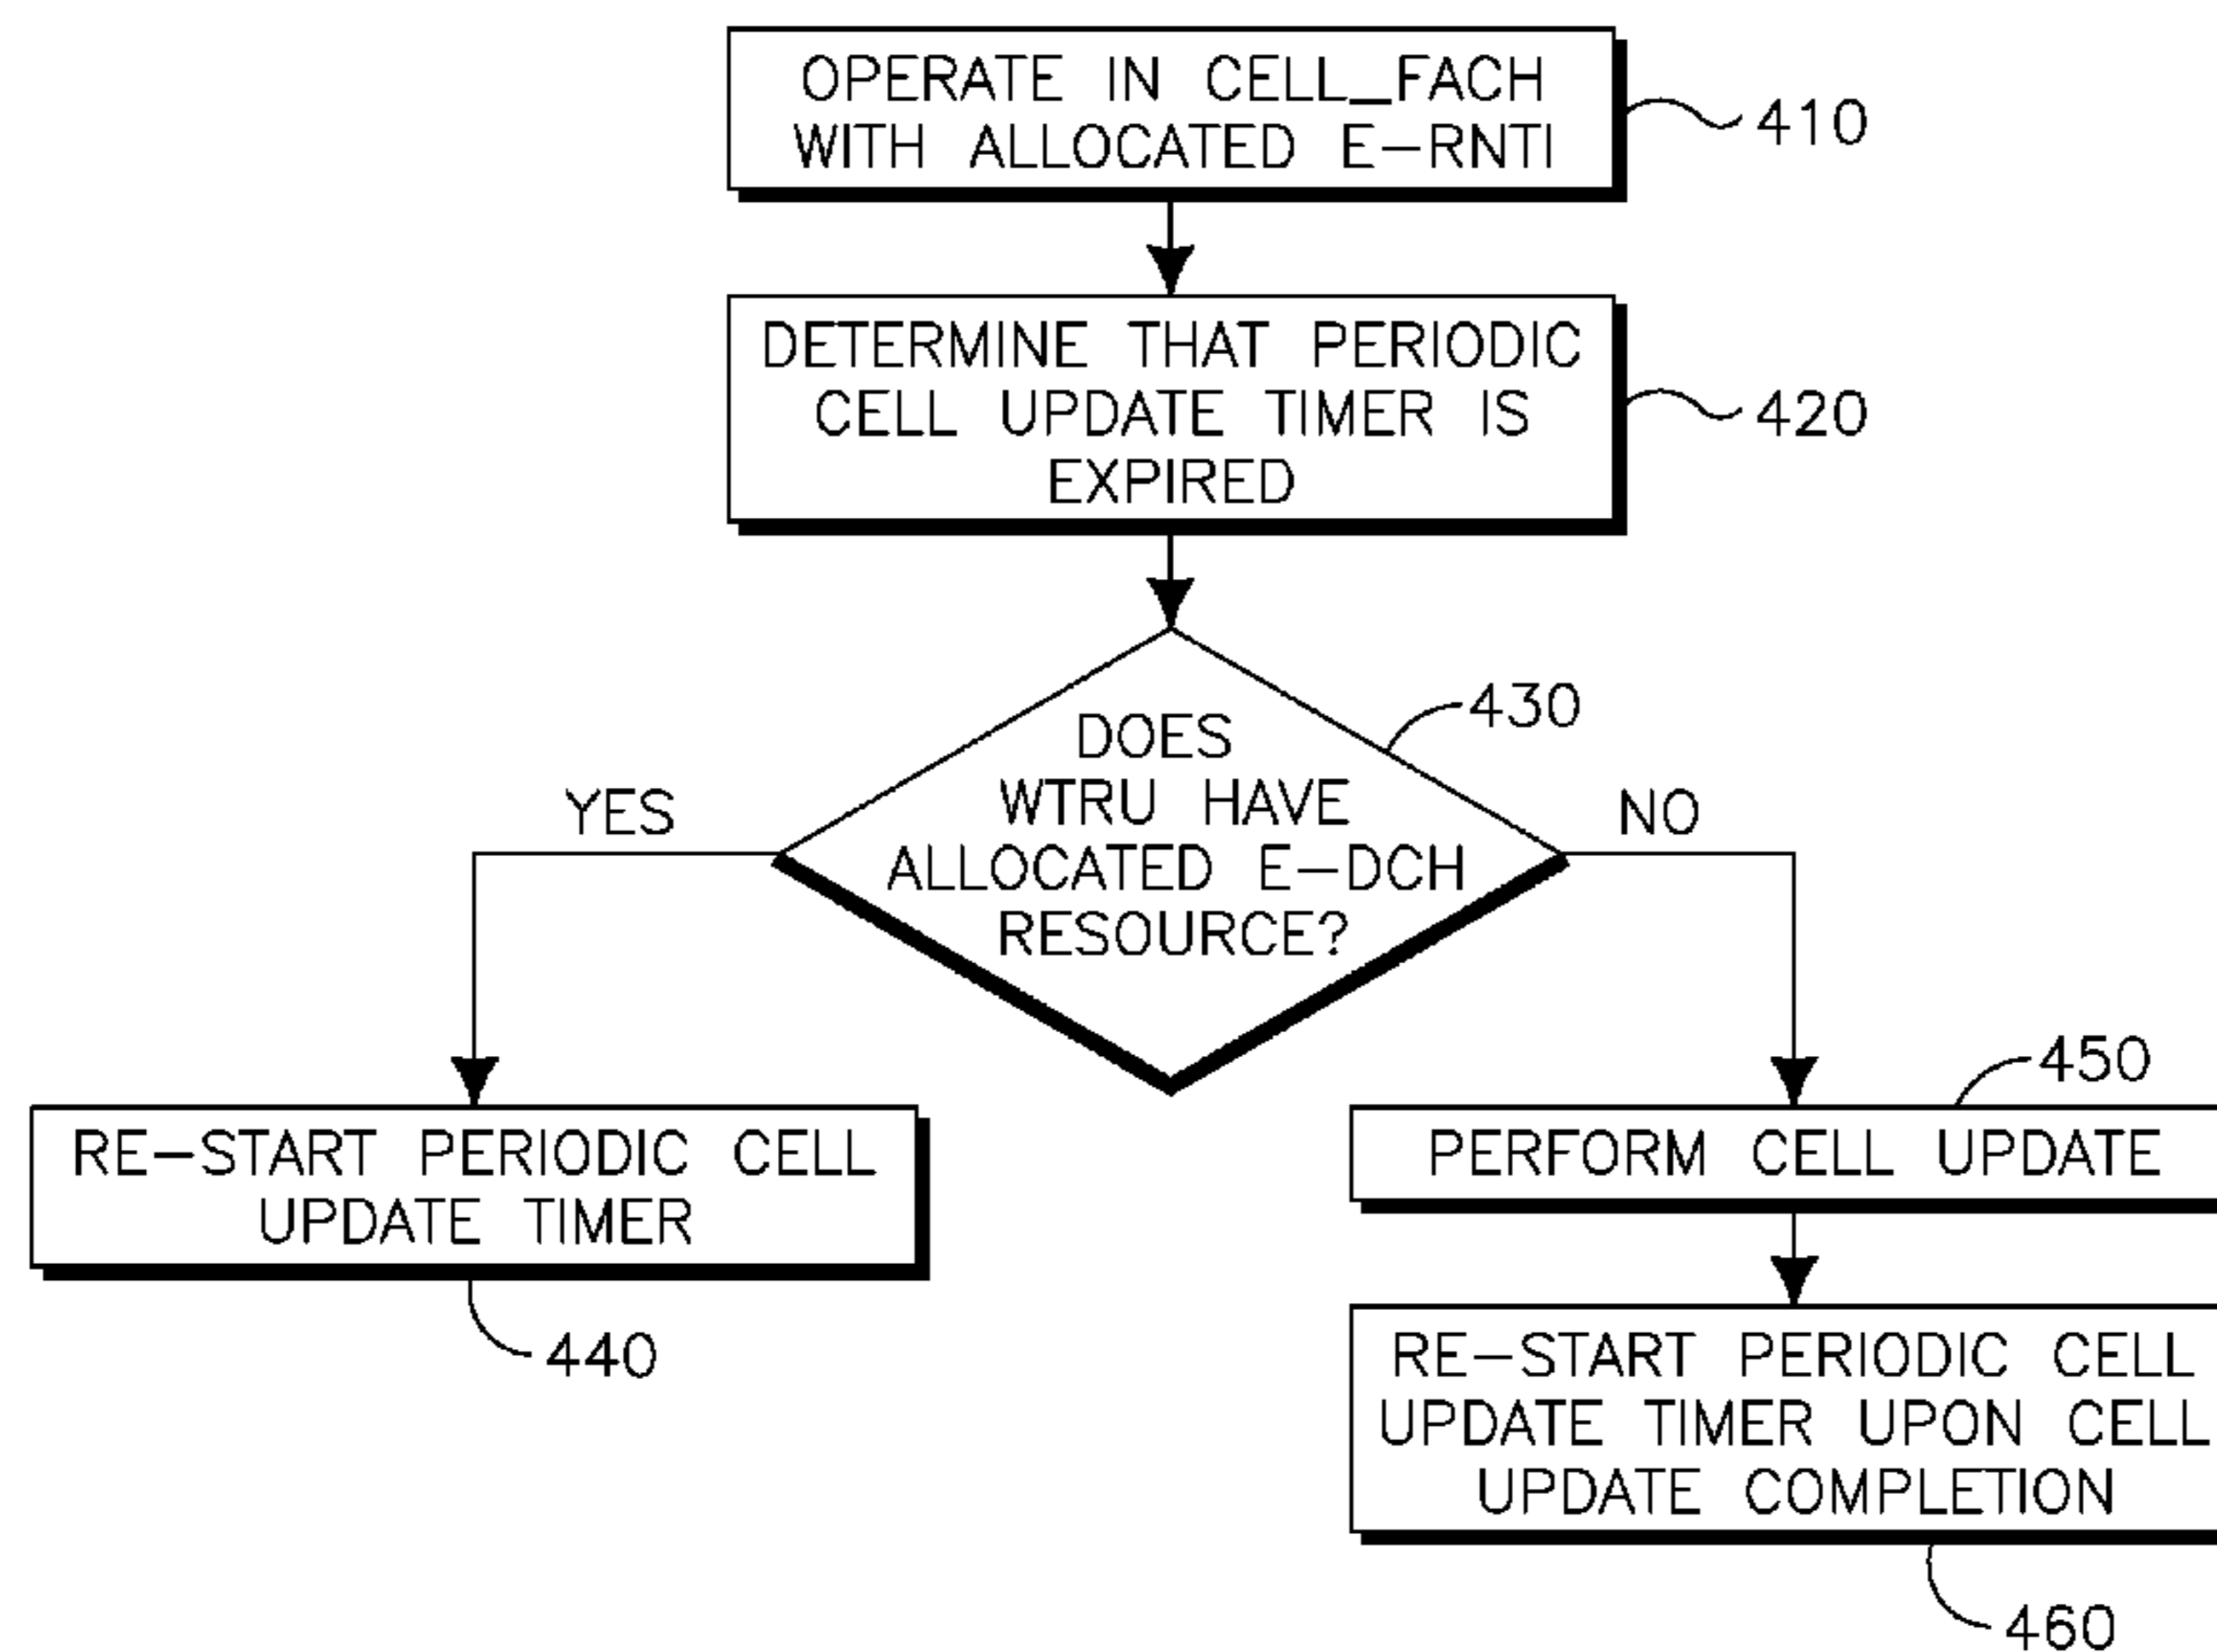 OPERATE IN CELL_FACH
WITH ALLOCATED E-RNTI
410
DETERMINE THAT PERIODIC
CELL UPDATE TIMER IS
EXPIRED
420
DOES
WTRU HAVE
ALLOCATED E-DCH
RESOURCE?
430
YES
NO
RE-START PERIODIC CELL
UPDATE TIMER
440
450
PERFORM CELL UPDATE
RE-START PERIODIC CELL
UPDATE TIMER UPON CELL
UPDATE COMPLETION
460